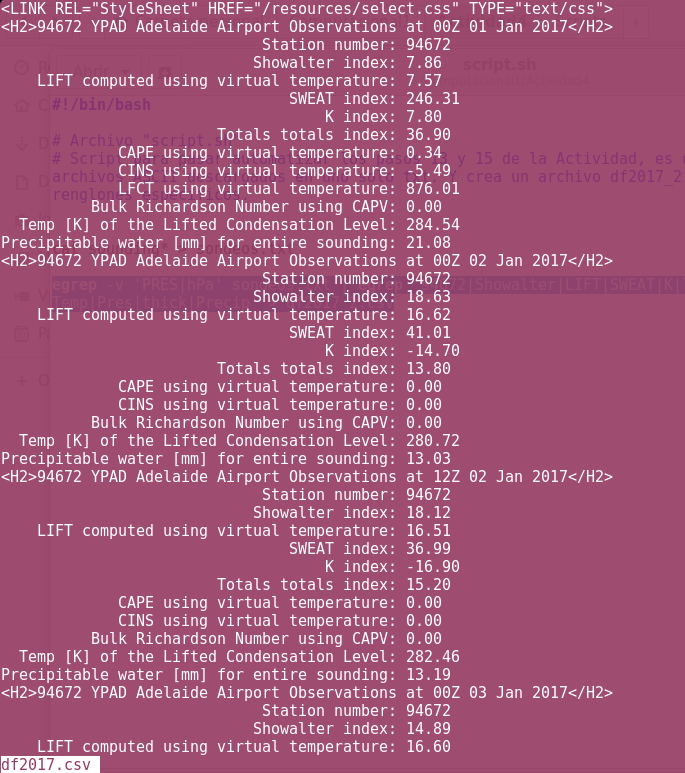 <LINK REL="StyleSheet" HREF="/resources/select.css" TYPE="text/css">
<H2>94672 YPAD Adelaide Airport Observations at 00Z 01 Jan 2017</H2>
Station number: 94672
Showalter index: 7.86
LIFT computed using virtual temperature: 7.57
SWEAT index: 246.31
K index: 7.80
Totals totals index: 36.90
CAPE using virtual temperature: 0.34
CINS using virtual temperature: -5.49
LFCT using virtual temperature: 876.01
Bulk Richardson Number using CAPV: 0.00
Temp [K] of the Lifted Condensation Level: 284.54
Precipitable water [mm] for entire sounding: 21.08
<H2>94672 YPAD Adelaide Airport Observations at 00Z 02 Jan 2017</H2>
Station number: 94672
Showalter index: 18.63
LIFT computed using virtual temperature: 16.62
SWEAT index: 41.01
K index: -14.70
Totals totals index: 13.80
CAPE using virtual temperature: 0.00
CINS using virtual temperature: 0.00
Bulk Richardson Number using CAPV: 0.00
Temp [K] of the Lifted Condensation Level: 280.72
Precipitable water [mm] for entire sounding: 13.03
<H2>94672 YPAD Adelaide Airport Observations at 12Z 02 Jan 2017</H2>
Station number: 94672
Showalter index: 18.12
LIFT computed using virtual temperature: 16.51
SWEAT index: 36.99
K index: -16.90
Totals totals index: 15.20
CAPE using virtual temperature: 0.00
CINS using virtual temperature: 0.00
Bulk Richardson Number using CAPV: 0.00
Temp [K] of the Lifted Condensation Level: 282.46
Precipitable water [mm] for entire sounding: 13.19
<H2>94672 YPAD Adelaide Airport Observations at 00Z 03 Jan 2017</H2>
Station number: 94672
Showalter index: 14.89
LIFT computed using virtual temperature: 16.60
df2017.csv
script.sh
#!/bin/bash
# Archivo "script.sh